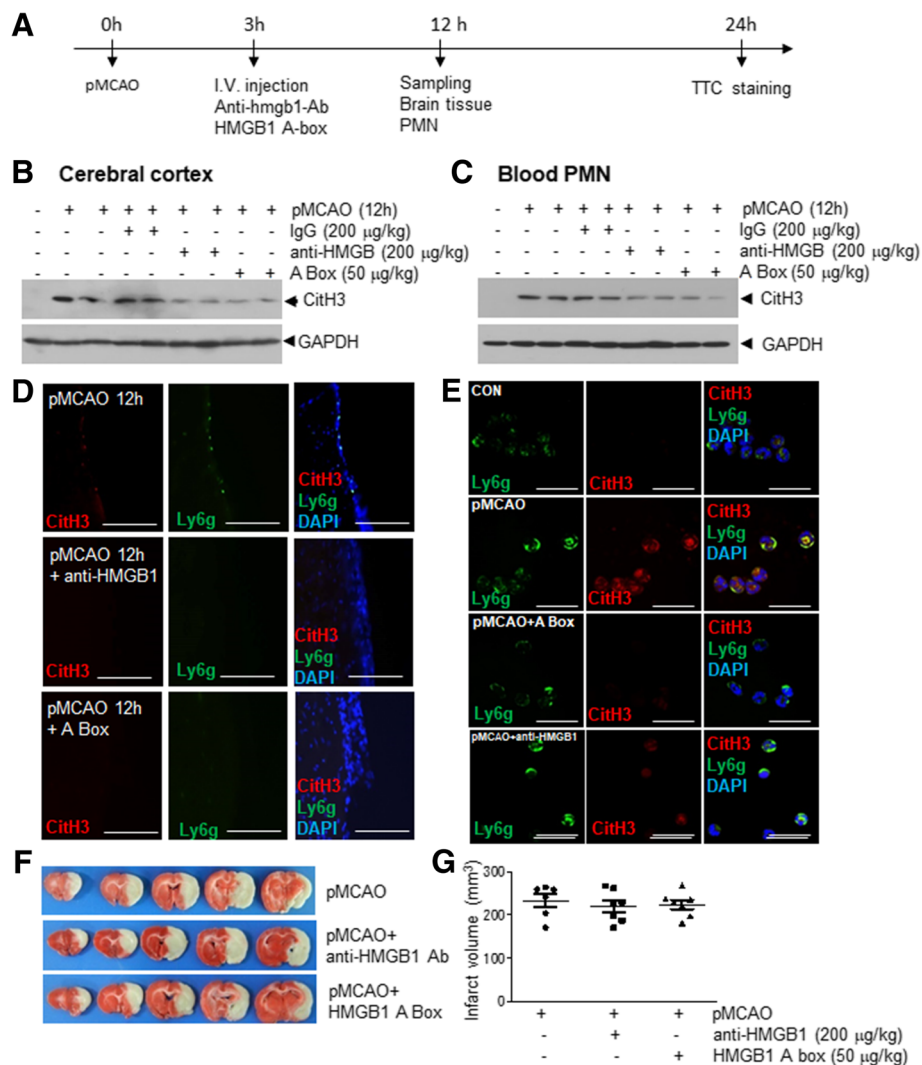 A
0h 3h 12 h 24h
pMCAO I.V. injection Sampling TTC staining
Anti-hmgb1-Ab Brain tissue
HMGB1 A-box PMN
B Cerebral cortex
- + + + + + + + + pMCAO (12h)
- - - + + - - - - IgG (200 µg/kg)
- - - - - + + - - anti-HMGB (200 µg/kg)
- - - - - - - + + A Box (50 µg/kg)
CitH3
GAPDH
C Blood PMN
- + + + + + + + + pMCAO (12h)
- - - + + - - - - IgG (200 µg/kg)
- - - - - + + - - anti-HMGB (200 µg/kg)
- - - - - - - + + A Box (50 µg/kg)
CitH3
GAPDH
D
pMCAO 12h
CitH3 Ly6g CitH3
Ly6g
DAPI
pMCAO 12h
+ anti-HMGB1
CitH3 Ly6g CitH3
Ly6g
DAPI
pMCAO 12h
+ A Box
CitH3 Ly6g CitH3
Ly6g
DAPI
E
CON
Ly6g CitH3 CitH3
Ly6g
DAPI
pMCAO
Ly6g CitH3 CitH3
Ly6g
DAPI
pMCAO+A Box
Ly6g CitH3 CitH3
Ly6g
DAPI
pMCAO+anti-HMGB1
Ly6g CitH3 CitH3
Ly6g
DAPI
F
pMCAO
pMCAO+
anti-HMGB1 Ab
pMCAO+
HMGB1 A Box
G
Infarct volume (mm³)
300
200
100
0
+ + + pMCAO
- + - anti-HMGB1 (200 µg/kg)
- - + HMGB1 A box (50 µg/kg)